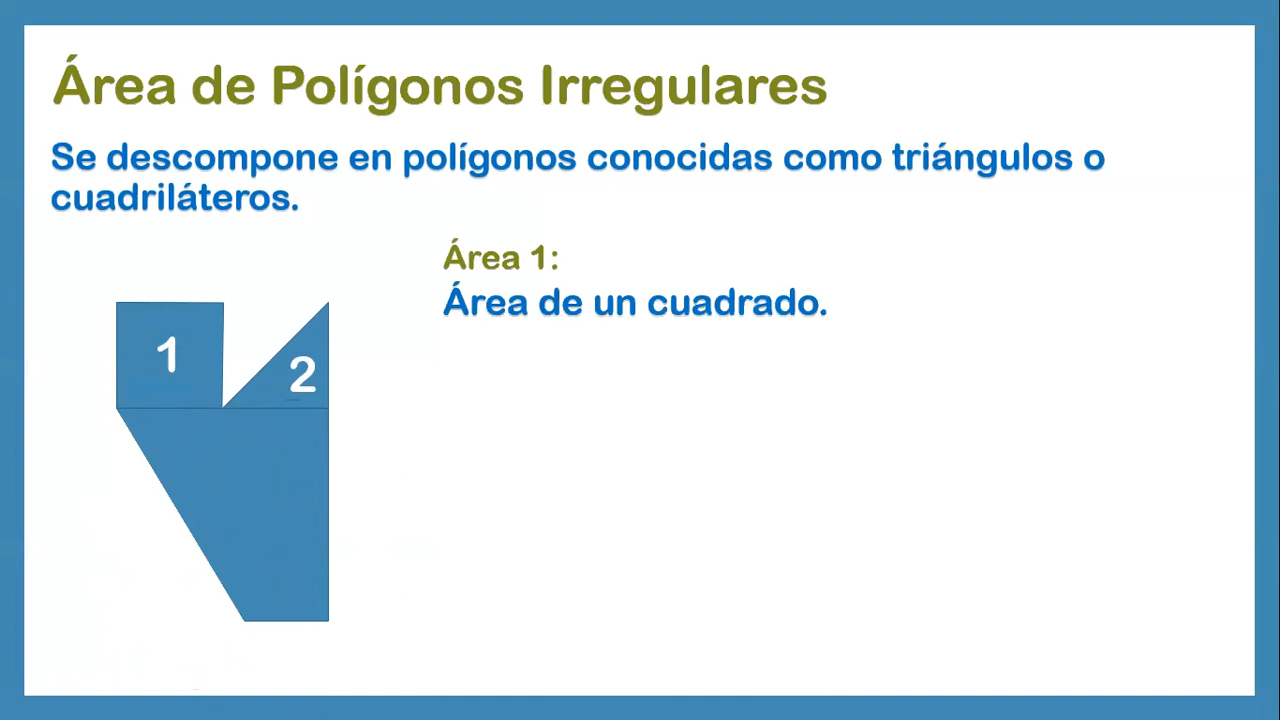 Área de Polígonos Irregulares
Se descompone en polígonos conocidas como triángulos o
cuadriláteros.
Área 1:
Área de un cuadrado.
1
2